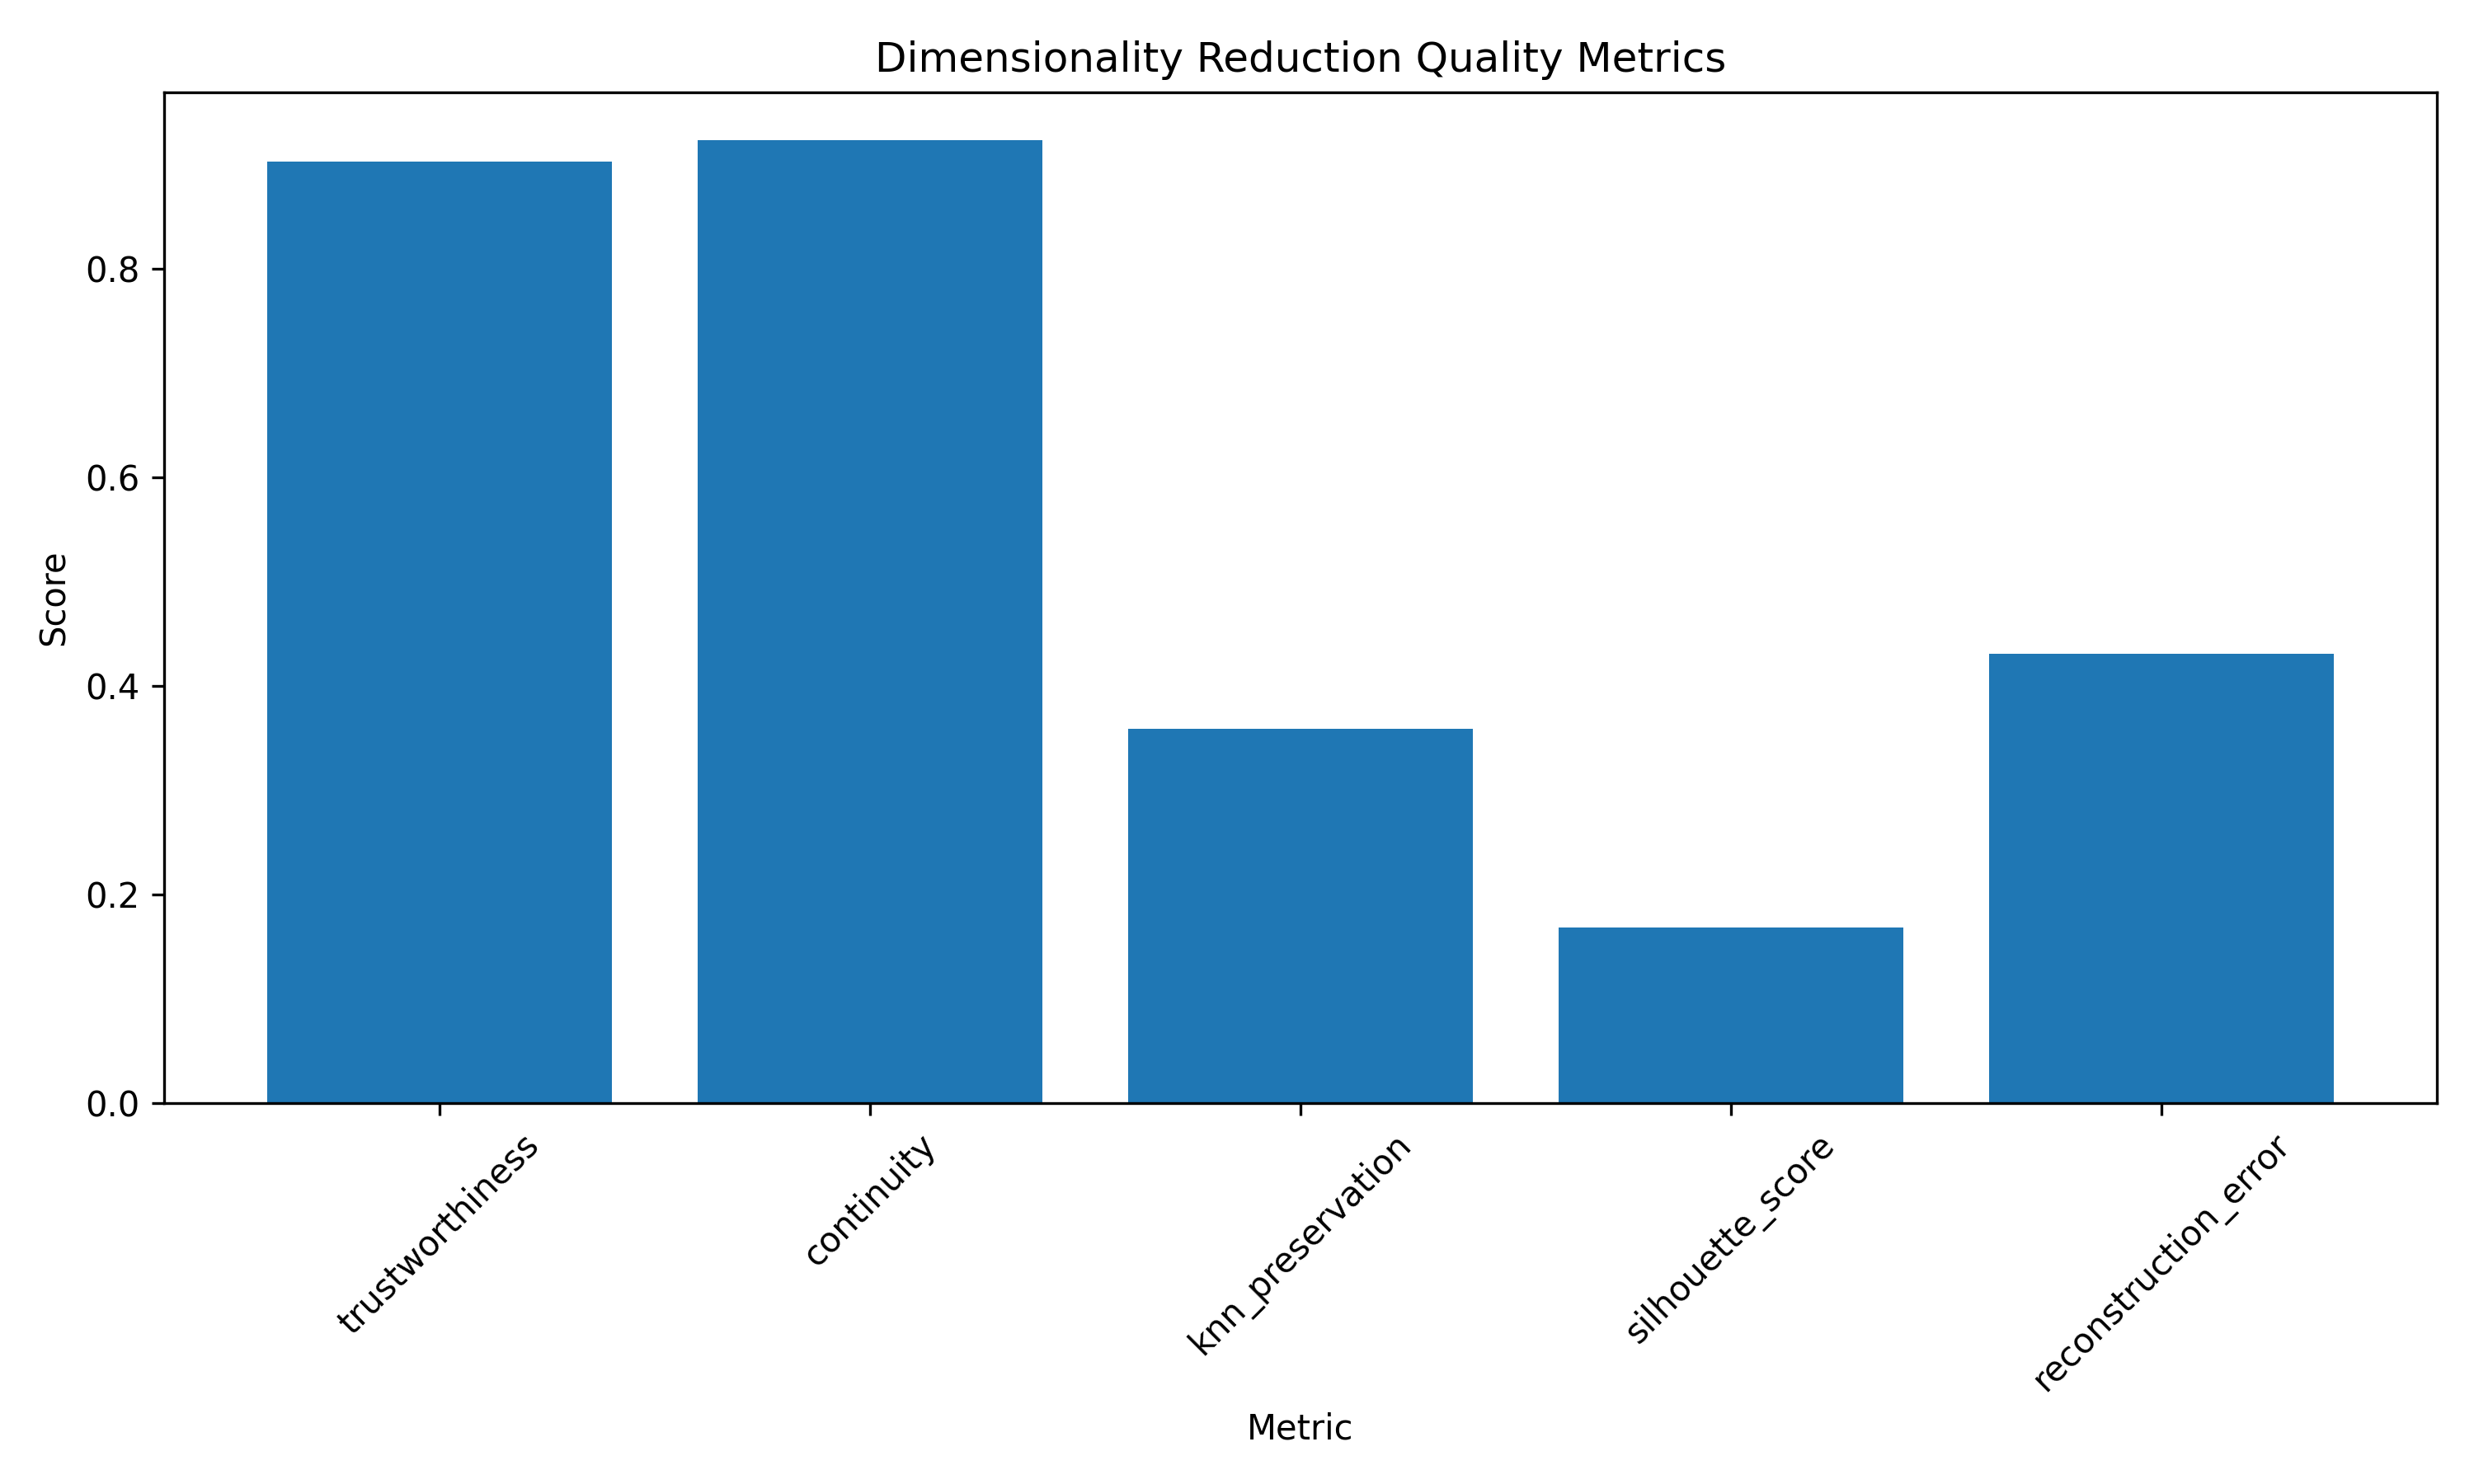 Dimensionality Reduction Quality Metrics
Score
0.8
0.6
0.4
0.2
0.0
trustworthiness
continuity
knn_preservation
silhouette_score
reconstruction_error
Metric